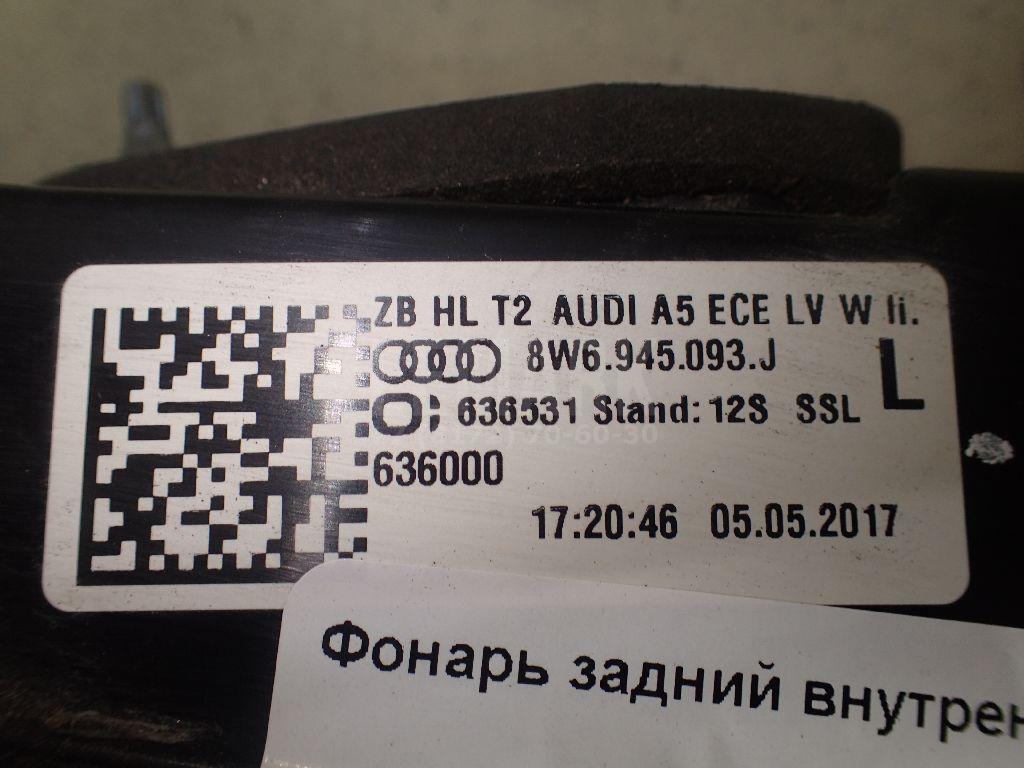 ZB HL T2 AUDI A5 ECE LV W li.
8W6.945.093.J
L
636531 Stand: 12S SSL
636000
17:20:46 05.05.2017
Фонарь задний внутрен